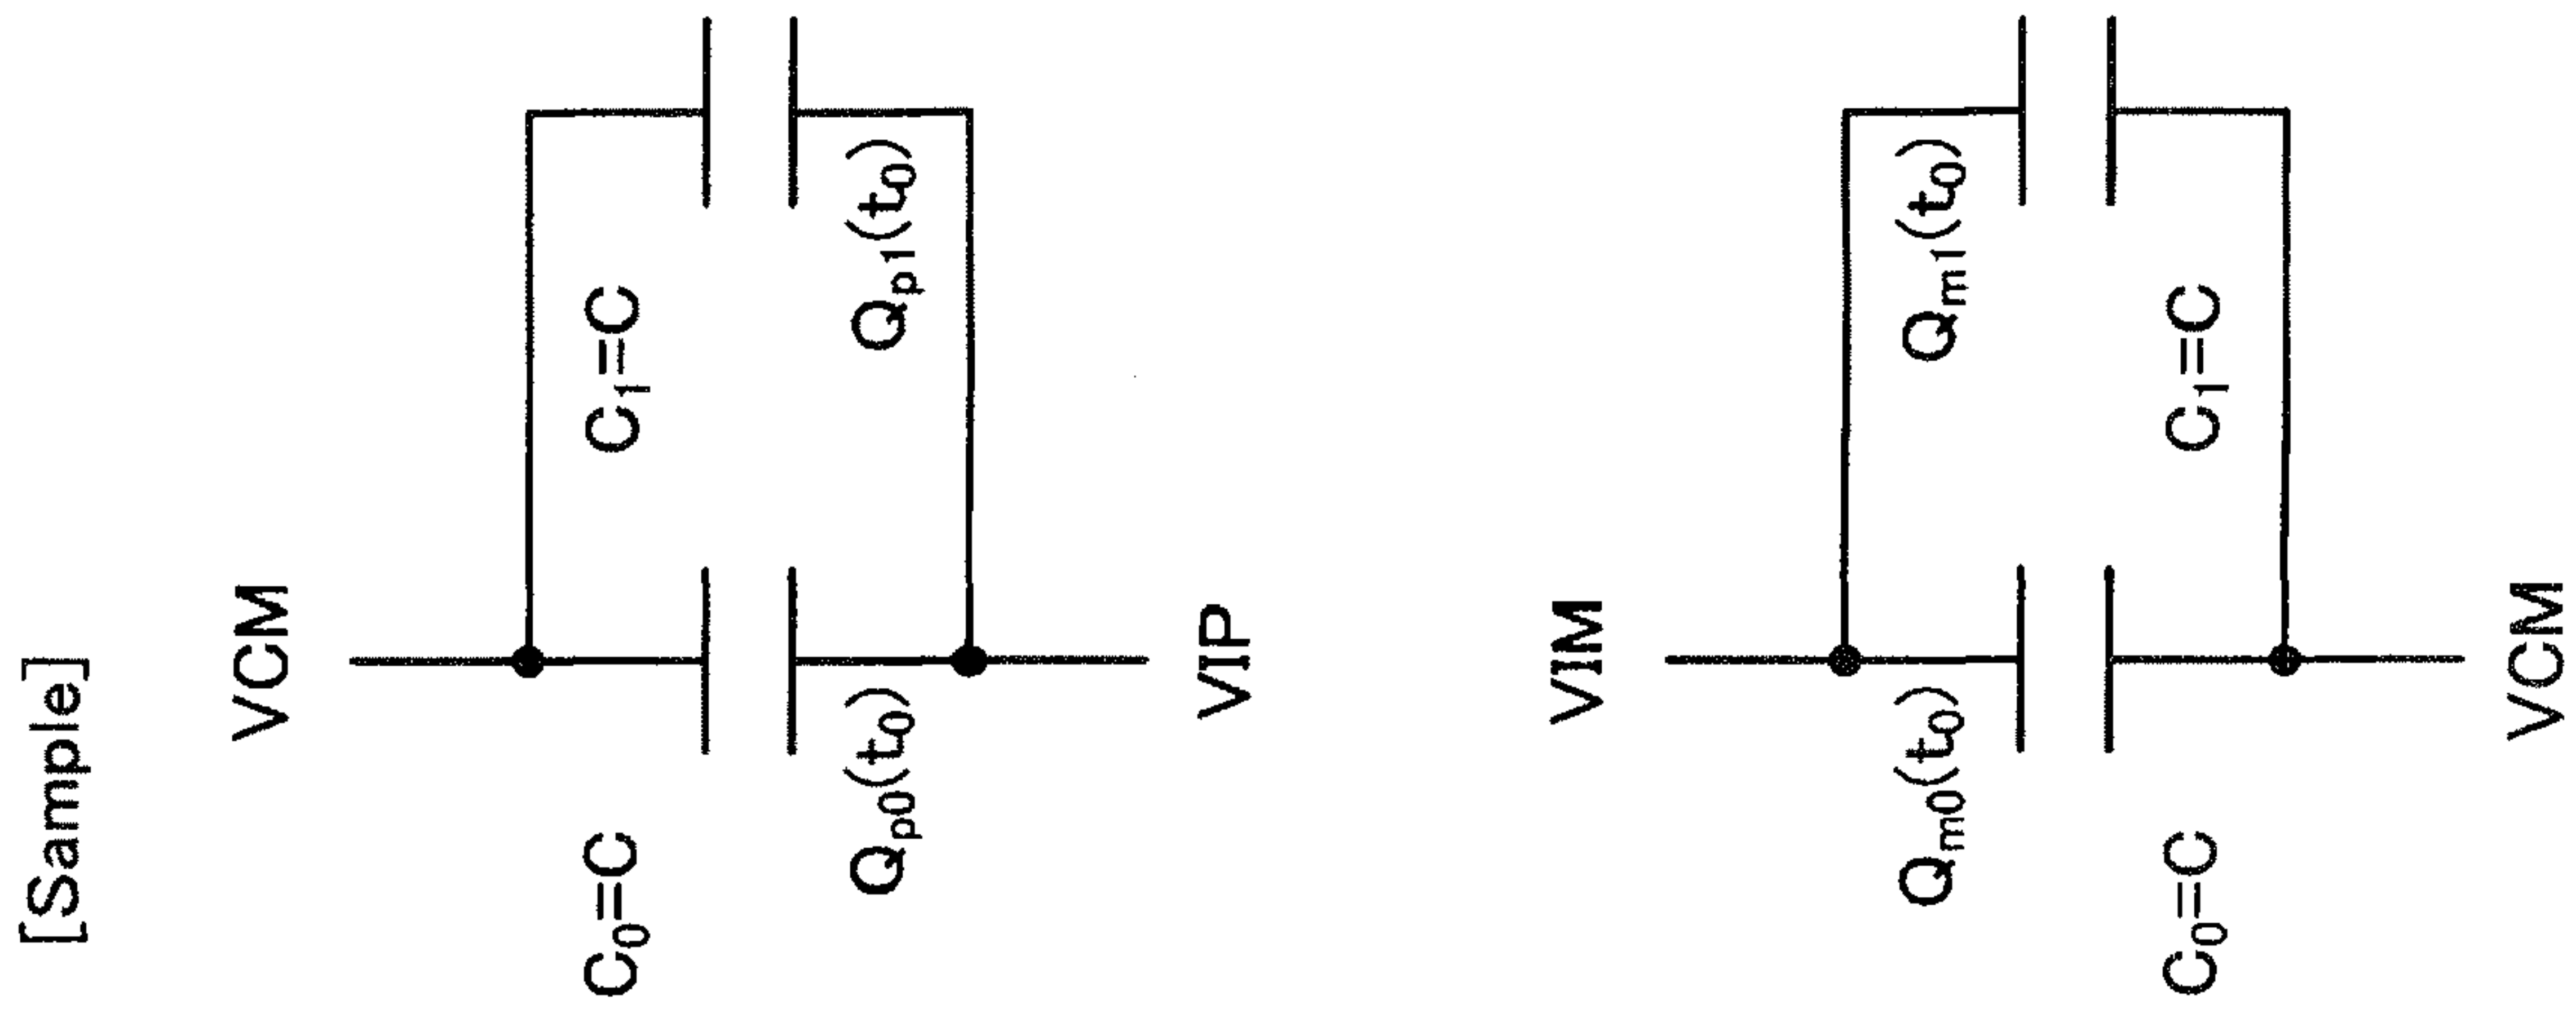 [Sample]
VCM
C₀=C
C₁=C
Qₚ₀(t₀)
Qₚ₁(t₀)
VIP
VIM
Qₘ₀(t₀)
Qₘ₁(t₀)
C₀=C
C₁=C
VCM